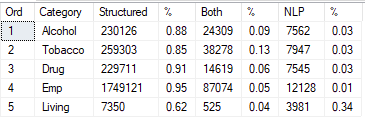 Ord Category Structured % Both % NLP %
1 Alcohol 230126 0.88 24309 0.09 7562 0.03
2 Tobacco 259303 0.85 38278 0.13 7947 0.03
3 Drug 229711 0.91 14619 0.06 7545 0.03
4 Emp 1749121 0.95 87074 0.05 12128 0.01
5 Living 7350 0.62 525 0.04 3981 0.34